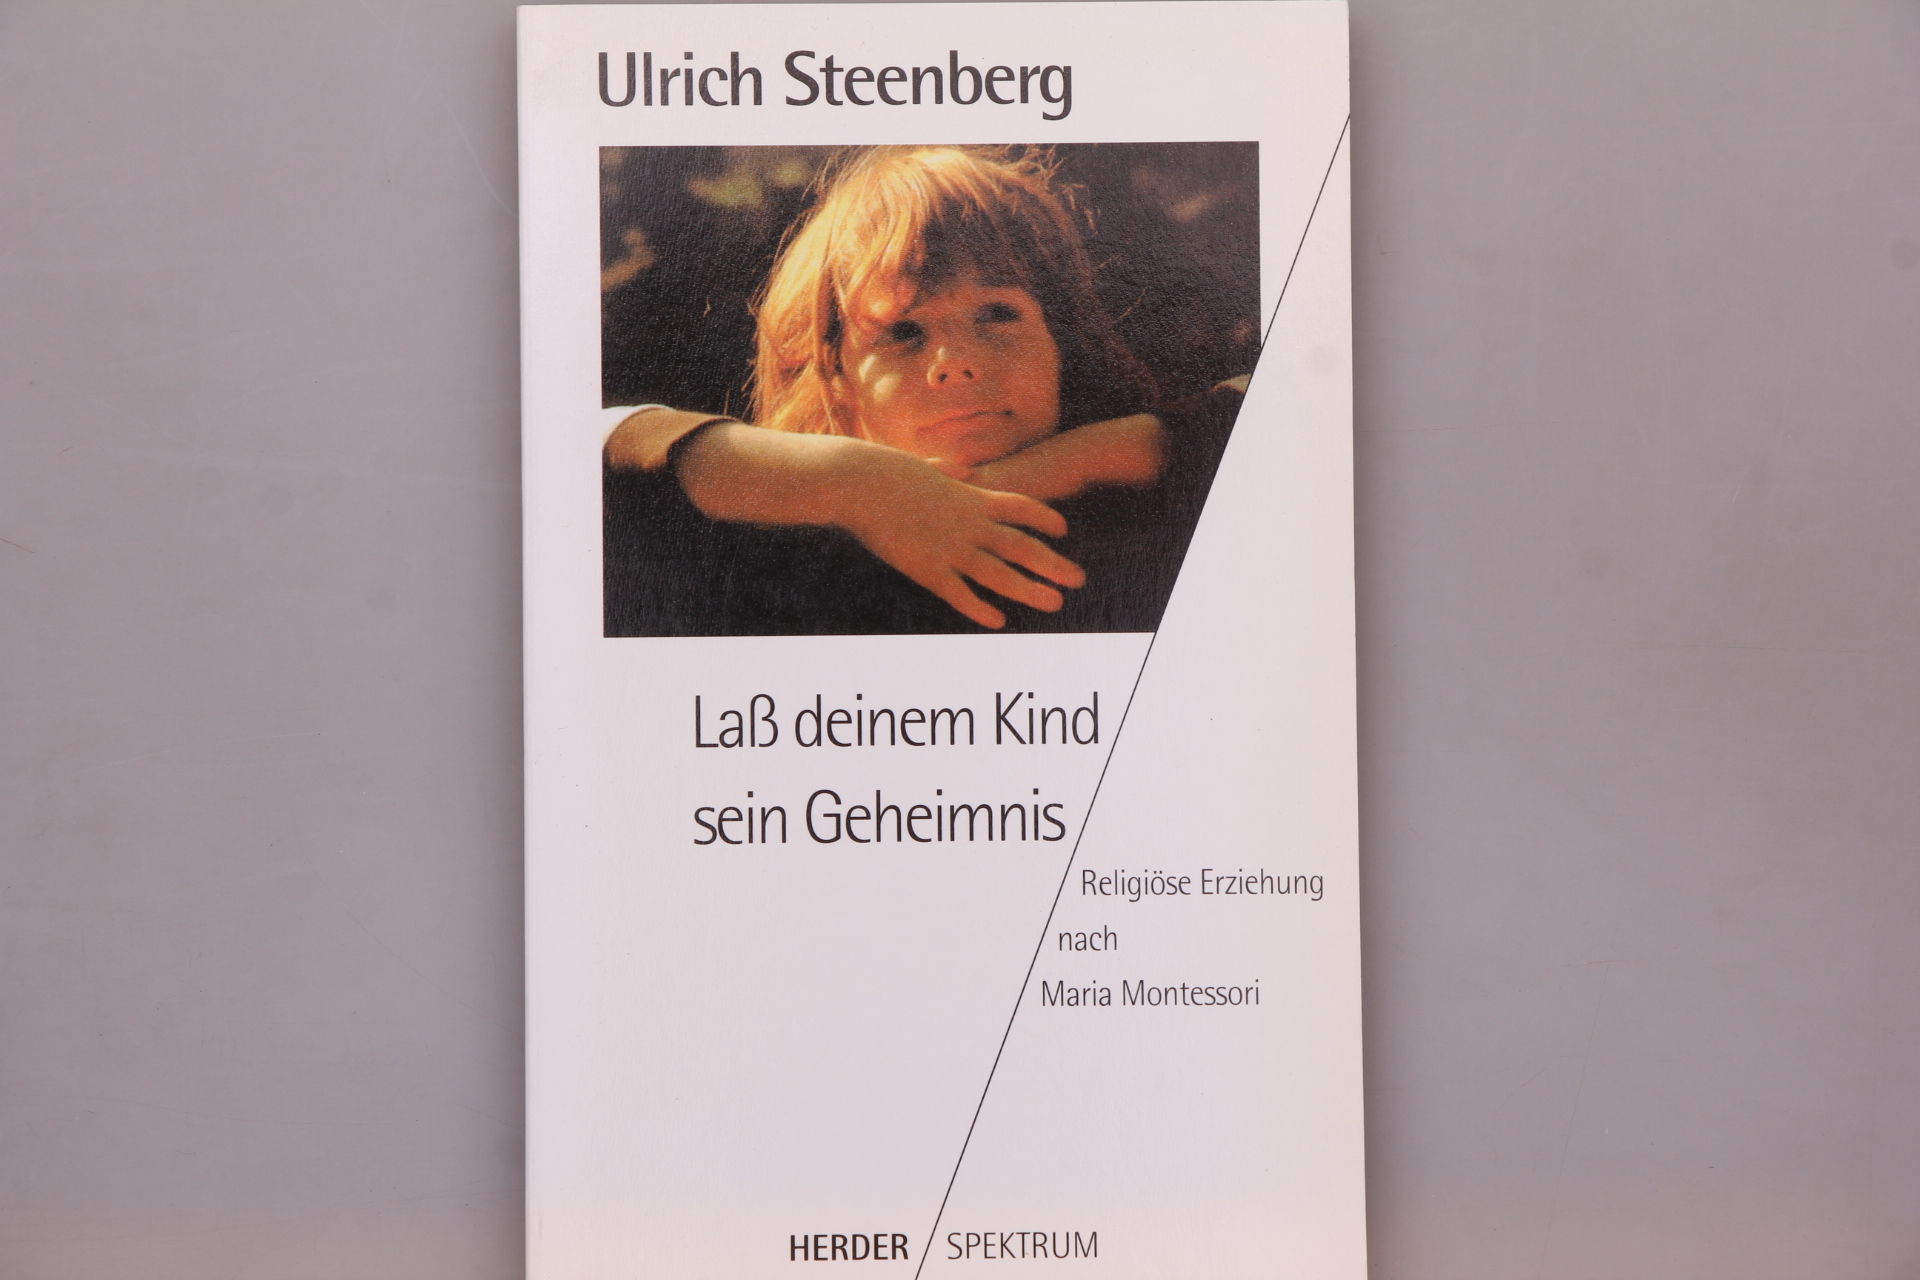 Ulrich Steenberg
Laß deinem Kind
sein Geheimnis
Religiöse Erziehung
nach
Maria Montessori
HERDER / SPEKTRUM